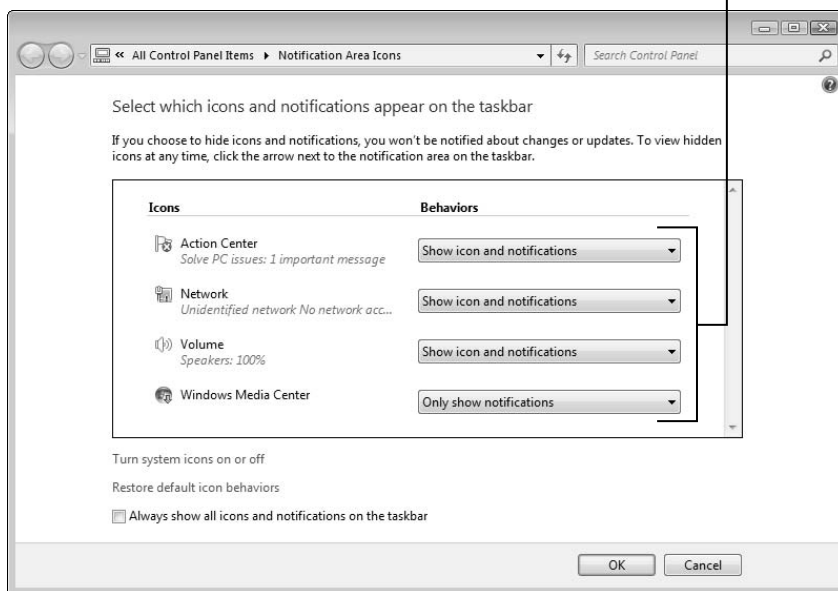 « All Control Panel Items ▸ Notification Area Icons
Search Control Panel
Select which icons and notifications appear on the taskbar
If you choose to hide icons and notifications, you won't be notified about changes or updates. To view hidden
icons at any time, click the arrow next to the notification area on the taskbar.
Icons Behaviors
Action Center Show icon and notifications
Solve PC issues: 1 important message
Network Show icon and notifications
Unidentified network No network acc...
Volume Show icon and notifications
Speakers: 100%
Windows Media Center Only show notifications
Turn system icons on or off
Restore default icon behaviors
Always show all icons and notifications on the taskbar
OK Cancel